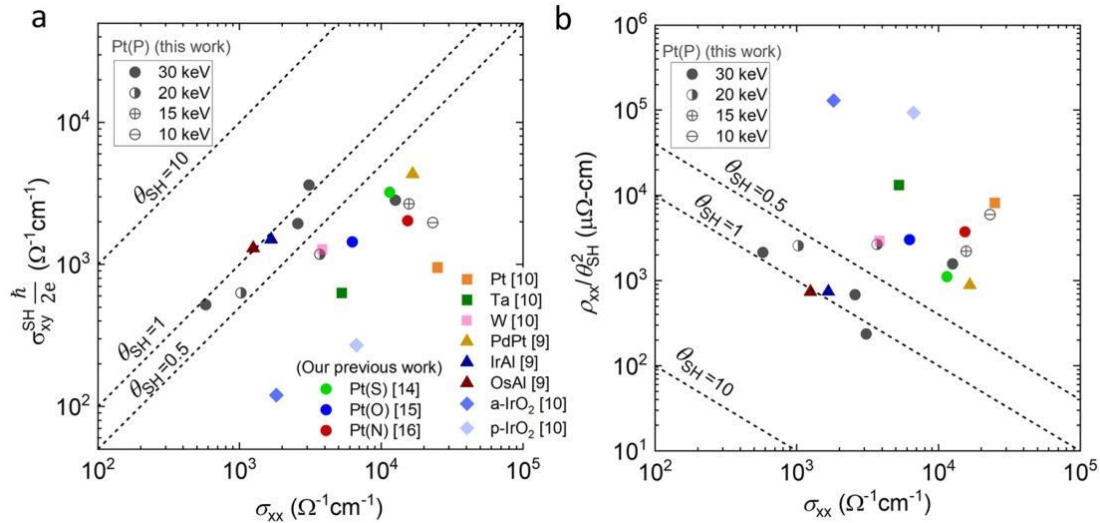 a
Pt(P) (this work)
30 keV
20 keV
15 keV
10 keV
θSH=10
θSH=1
θSH=0.5
10⁴
10³
10²
σxySH ℏ/2e (Ω⁻¹cm⁻¹)
(Our previous work)
Pt(S) [14]
Pt(O) [15]
Pt(N) [16]
Pt [10]
Ta [10]
W [10]
PdPt [9]
IrAl [9]
OsAl [9]
a-IrO₂ [10]
p-IrO₂ [10]
10² 10³ 10⁴ 10⁵
σxx (Ω⁻¹cm⁻¹)
b
Pt(P) (this work)
30 keV
20 keV
15 keV
10 keV
θSH=0.5
θSH=1
θSH=10
10⁶
10⁵
10⁴
10³
10²
10¹
ρxx/θ²SH (μΩ-cm)
10² 10³ 10⁴ 10⁵
σxx (Ω⁻¹cm⁻¹)